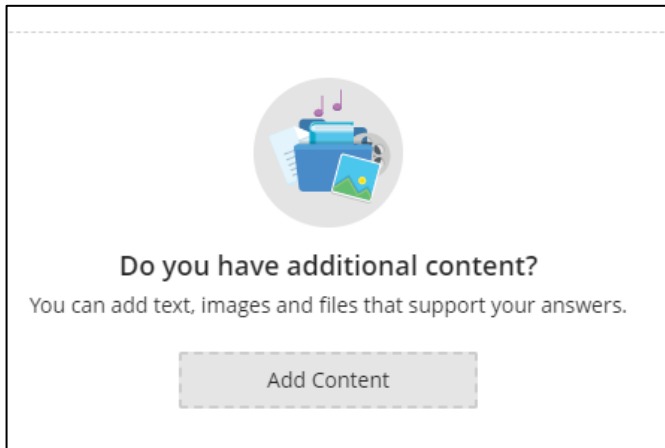 Do you have additional content?
You can add text, images and files that support your answers.
Add Content